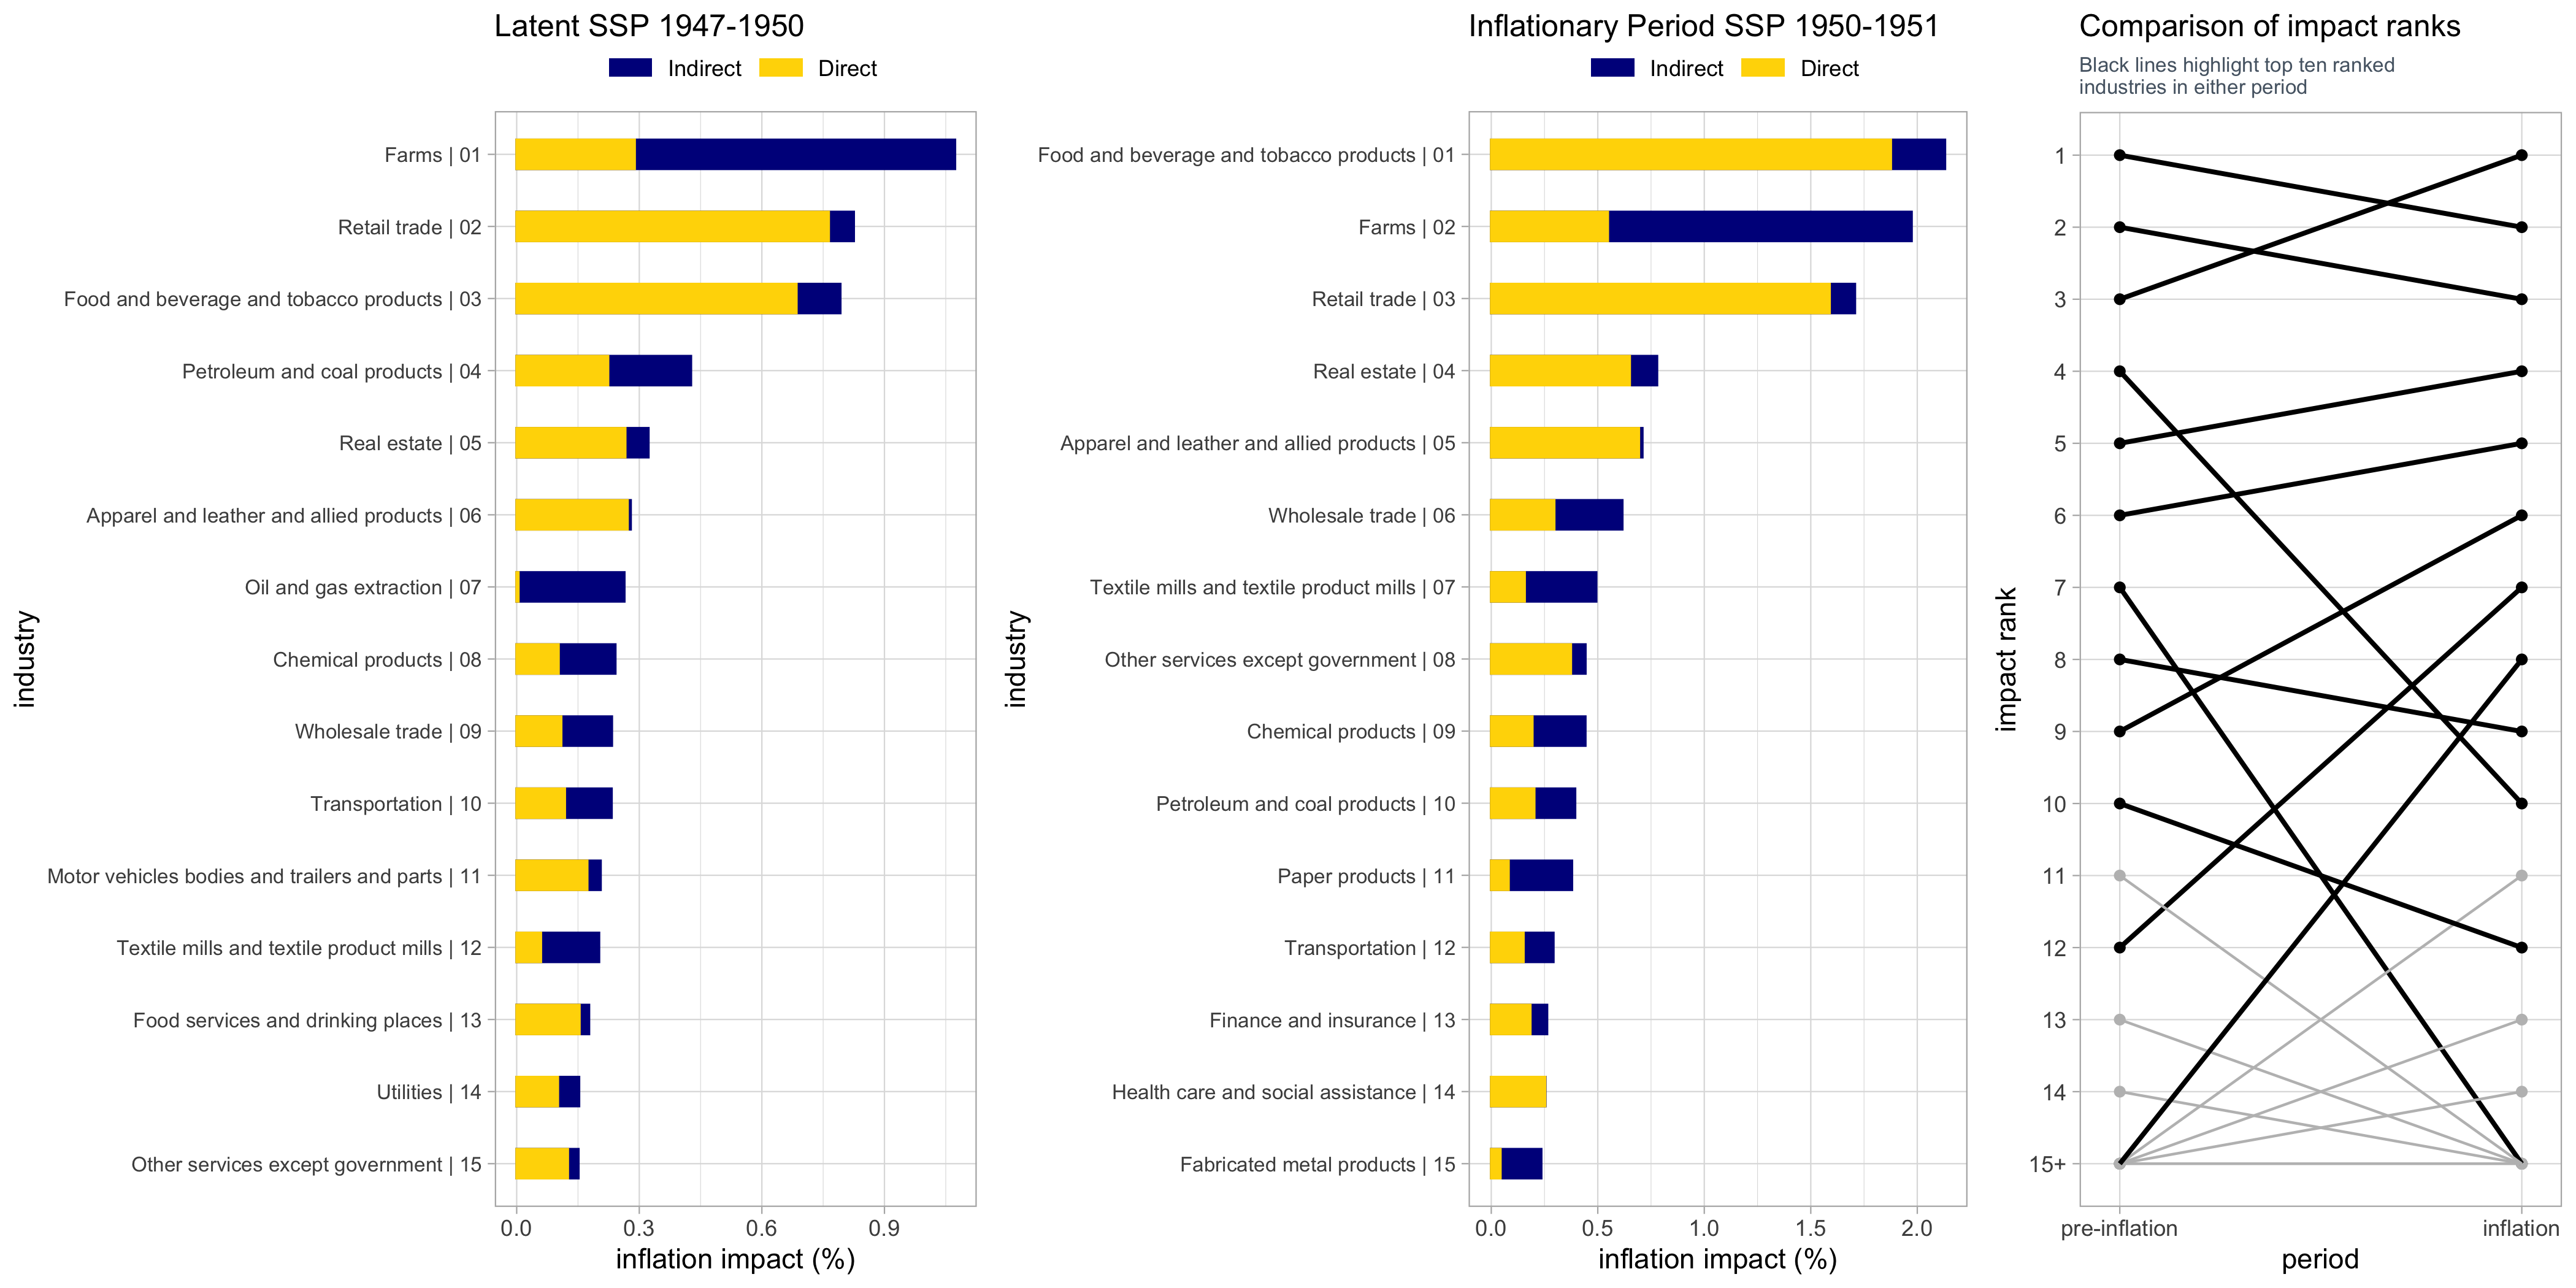 Latent SSP 1947-1950
Indirect Direct
Farms | 01
Retail trade | 02
Food and beverage and tobacco products | 03
Petroleum and coal products | 04
Real estate | 05
Apparel and leather and allied products | 06
Oil and gas extraction | 07
Chemical products | 08
Wholesale trade | 09
Transportation | 10
Motor vehicles bodies and trailers and parts | 11
Textile mills and textile product mills | 12
Food services and drinking places | 13
Utilities | 14
Other services except government | 15
industry
0.0 0.3 0.6 0.9
inflation impact (%)
Inflationary Period SSP 1950-1951
Indirect Direct
Food and beverage and tobacco products | 01
Farms | 02
Retail trade | 03
Real estate | 04
Apparel and leather and allied products | 05
Wholesale trade | 06
Textile mills and textile product mills | 07
Other services except government | 08
Chemical products | 09
Petroleum and coal products | 10
Paper products | 11
Transportation | 12
Finance and insurance | 13
Health care and social assistance | 14
Fabricated metal products | 15
industry
0.0 0.5 1.0 1.5 2.0
inflation impact (%)
Comparison of impact ranks
Black lines highlight top ten ranked
industries in either period
1
2
3
4
5
6
7
8
9
10
11
12
13
14
15+
impact rank
pre-inflation inflation
period